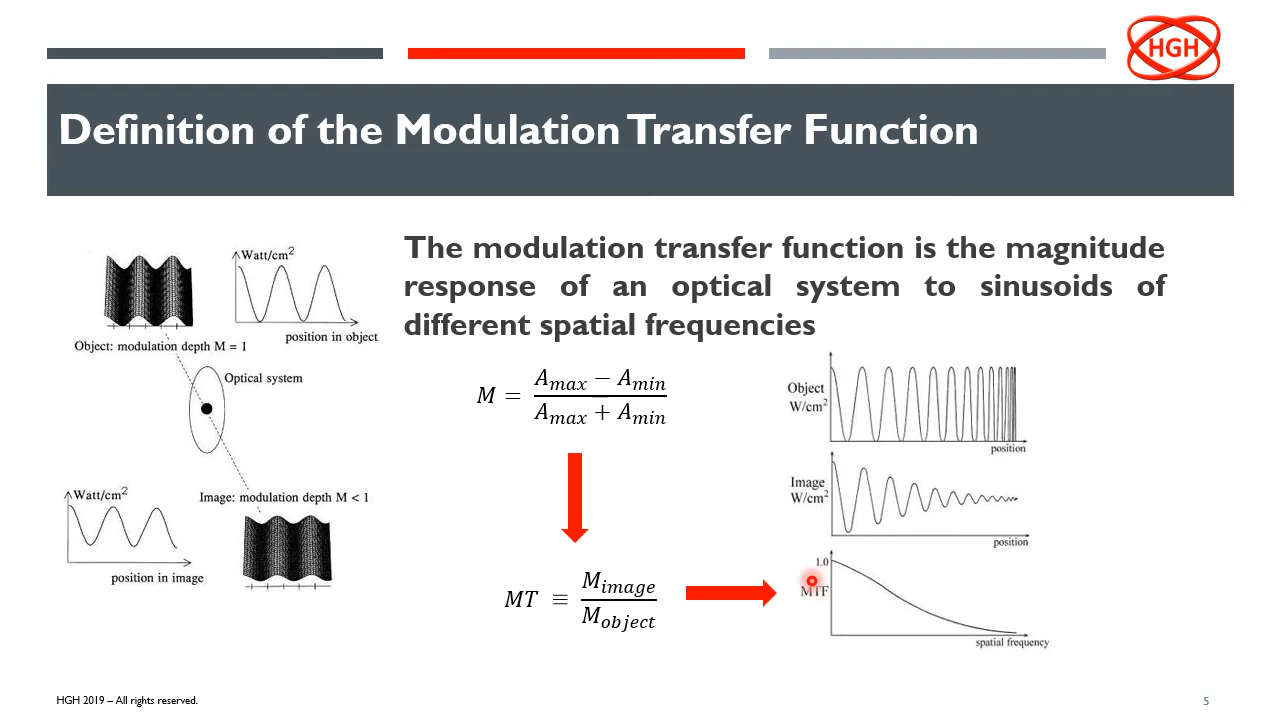 HGH
Definition of the Modulation Transfer Function
Watt/cm²
position in object
Object: modulation depth M = 1
Optical system
Watt/cm²
Image: modulation depth M < 1
position in image
The modulation transfer function is the magnitude
response of an optical system to sinusoids of
different spatial frequencies
M = (A_max − A_min) / (A_max + A_min)
MT ≡ M_image / M_object
Object
W/cm²
position
Image
W/cm²
position
1.0
MTF
spatial frequency
HGH 2019 – All rights reserved.
5